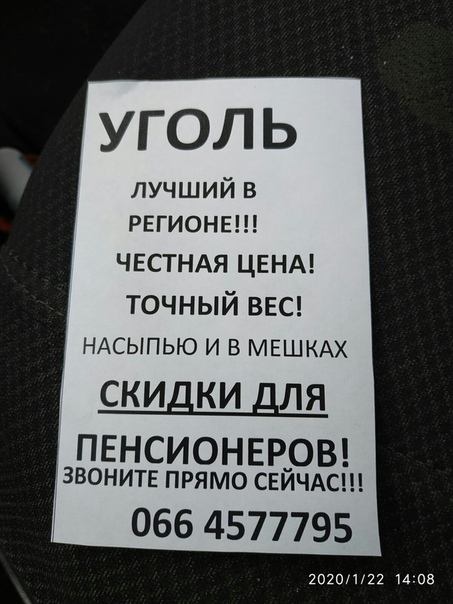 УГОЛЬ
ЛУЧШИЙ В
РЕГИОНЕ!!!
ЧЕСТНАЯ ЦЕНА!
ТОЧНЫЙ ВЕС!
НАСЫПЬЮ И В МЕШКАХ
СКИДКИ ДЛЯ
ПЕНСИОНЕРОВ!
ЗВОНИТЕ ПРЯМО СЕЙЧАС!!!
066 4577795
2020/1/22 14:08